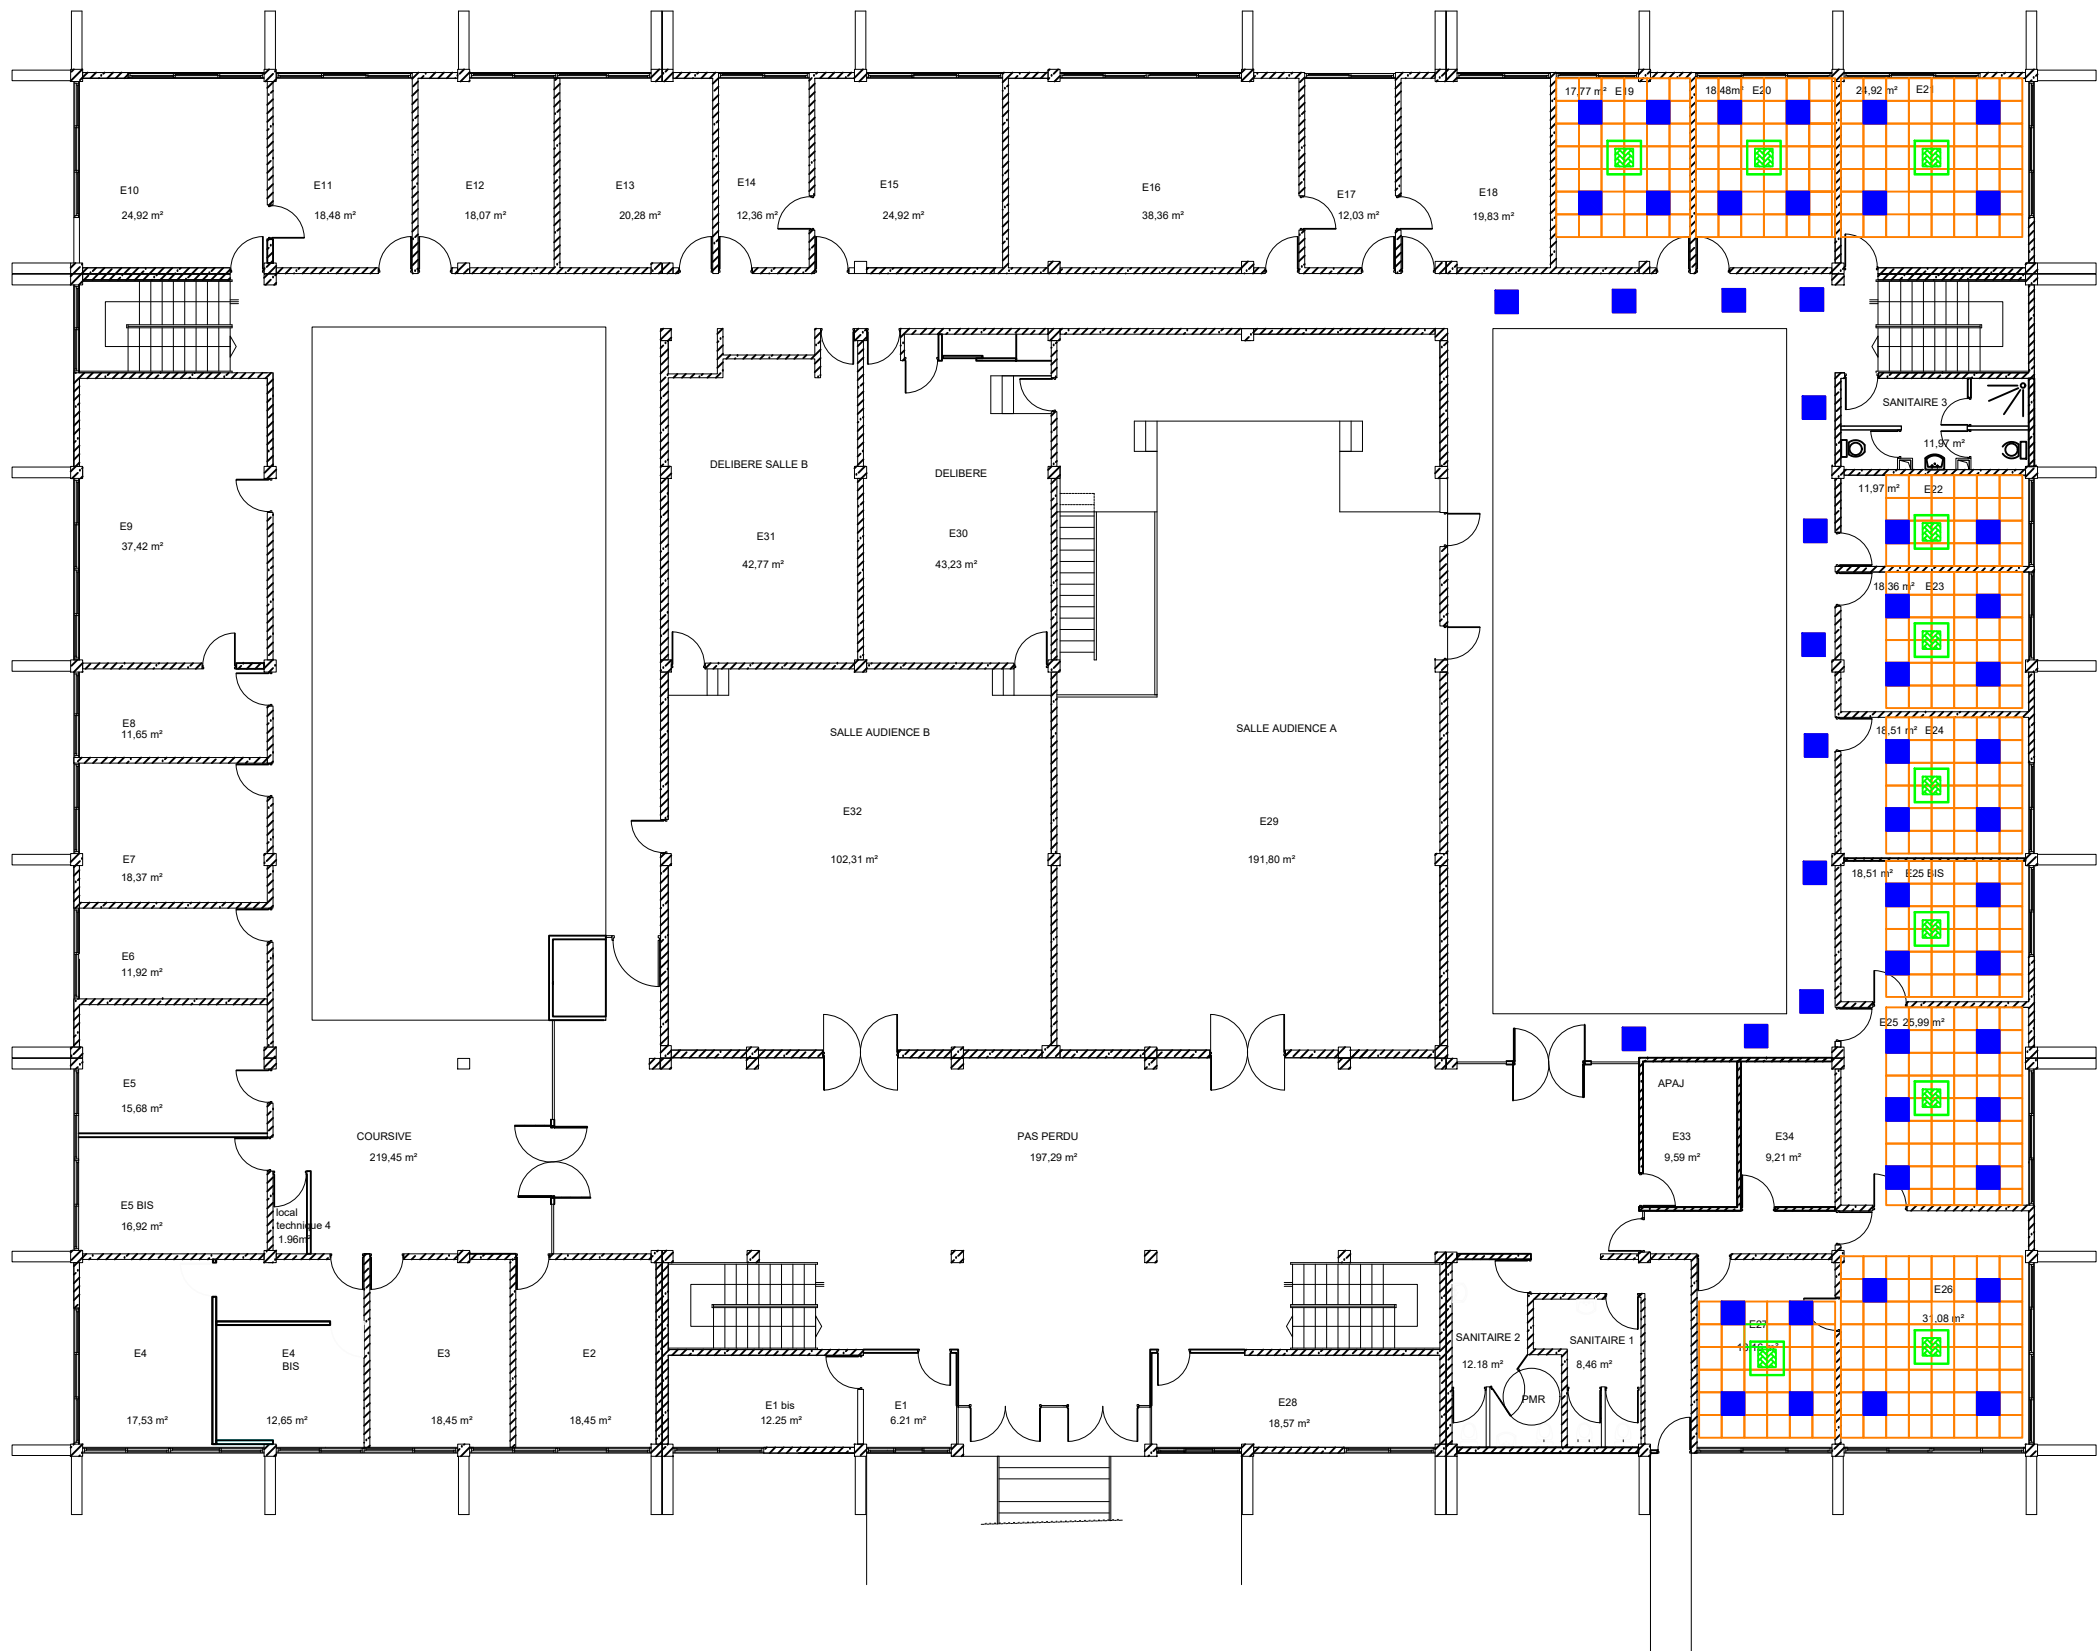 17.77 m² E19
18.48m² E20
24,92 m² E21
E10
24,92 m²
E11
18,48 m²
E12
18,07 m²
E13
20,28 m²
E14
12,36 m²
E15
24,92 m²
E16
38,36 m²
E17
12,03 m²
E18
19,83 m²
SANITAIRE 3
11,97 m²
11,97 m² E22
18,36 m² E23
18,51 m² E24
18,51 m² E25 BIS
E25 25,99 m²
DELIBERE SALLE B
E31
42,77 m²
DELIBERE
E30
43,23 m²
E9
37,42 m²
E8
11,65 m²
E7
18,37 m²
E6
11,92 m²
E5
15,68 m²
E5 BIS
16,92 m²
SALLE AUDIENCE B
E32
102,31 m²
SALLE AUDIENCE A
E29
191,80 m²
COURSIVE
219,45 m²
PAS PERDU
197,29 m²
APAJ
E33
9,59 m²
E34
9,21 m²
local
technique 4
1.96m²
E4
17,53 m²
E4
BIS
12,65 m²
E3
18,45 m²
E2
18,45 m²
E1 bis
12.25 m²
E1
6.21 m²
E28
18,57 m²
SANITAIRE 2
12.18 m²
SANITAIRE 1
8,46 m²
PMR
E27
E26
31,08 m²